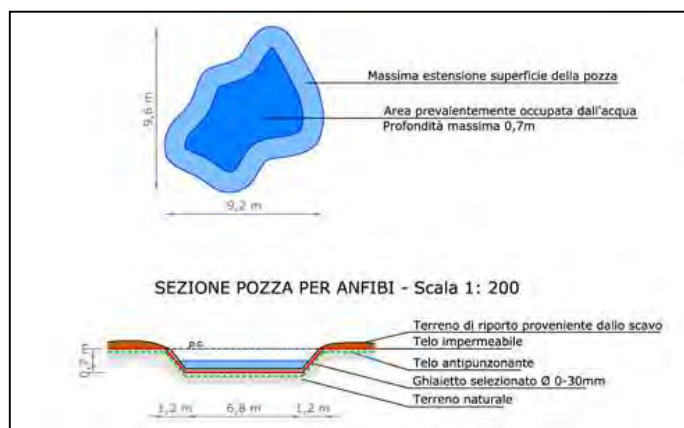 Massima estensione superficie della pozza
Area prevalentemente occupata dall'acqua
Profondità massima 0,7m
9,6 m
9,2 m
SEZIONE POZZA PER ANFIBI - Scala 1: 200
Terreno di riporto proveniente dallo scavo
Telo impermeabile
p.c.
0,7 m
Telo antipunzonante
Ghiaietto selezionato Ø 0-30mm
Terreno naturale
1,2 m 6,8 m 1,2 m